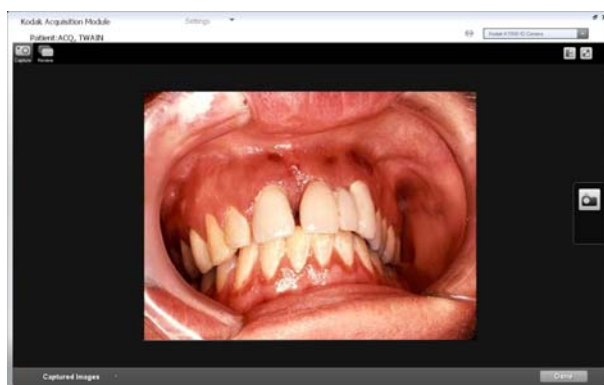 Kodak Acquisition Module
Settings
Patient:ACQ, TWAIN
Capture
Review
Captured Images
Done